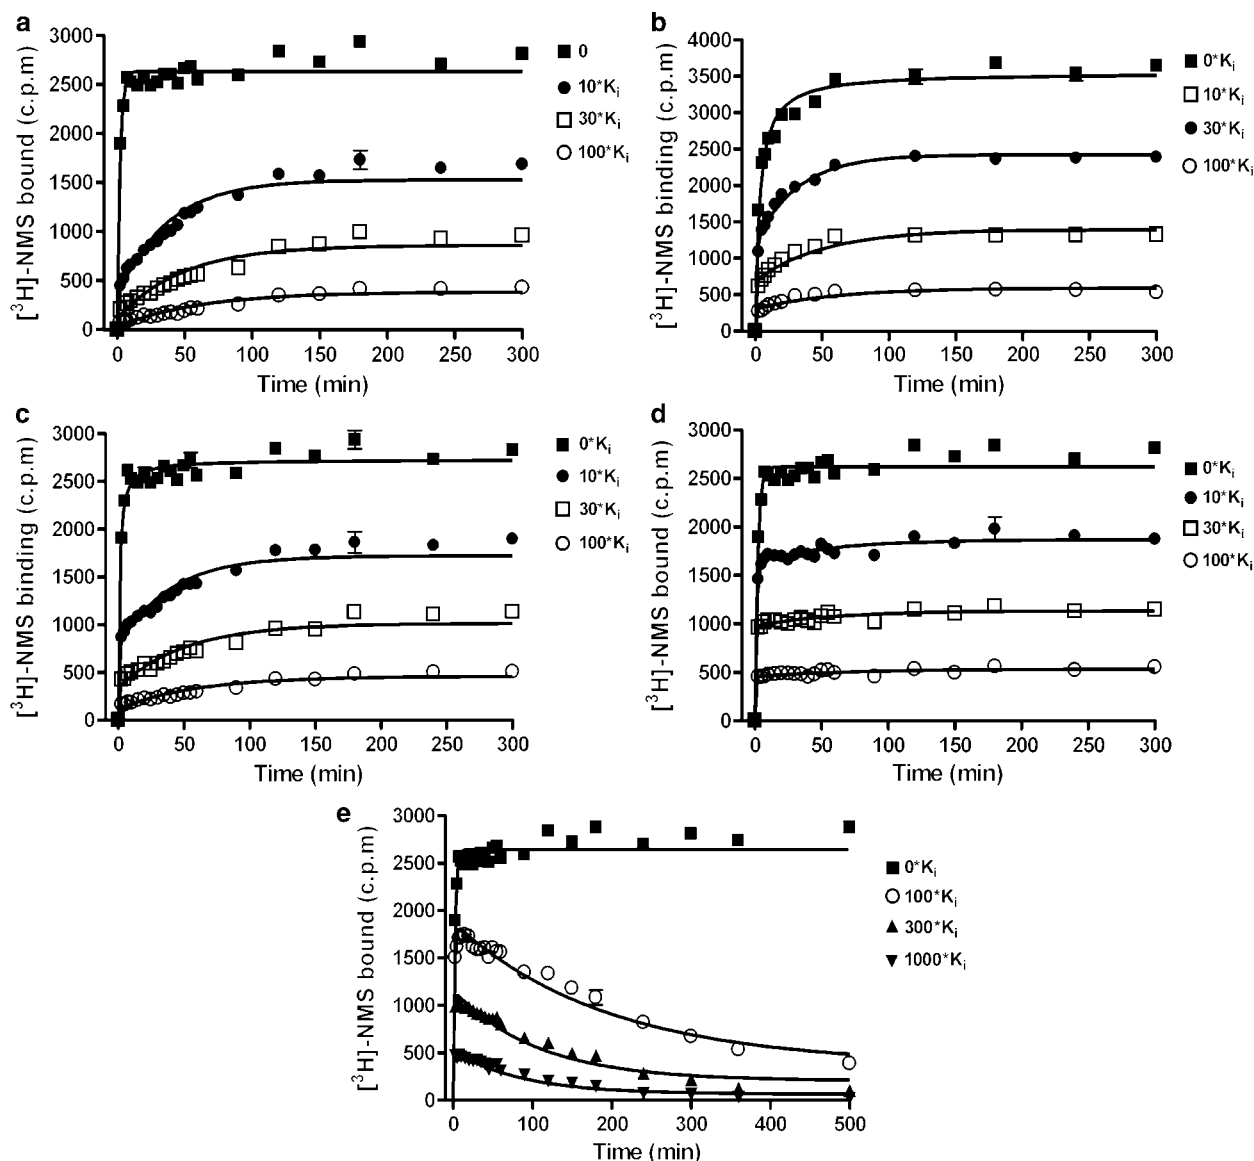 a
[³H]-NMS bound (c.p.m)
3000
2500
2000
1500
1000
500
0
0 50 100 150 200 250 300
Time (min)
0
10*Kᵢ
30*Kᵢ
100*Kᵢ
b
[³H]-NMS binding (c.p.m)
4000
3500
3000
2500
2000
1500
1000
500
0
0 50 100 150 200 250 300
Time (min)
0*Kᵢ
10*Kᵢ
30*Kᵢ
100*Kᵢ
c
[³H]-NMS binding (c.p.m)
3000
2500
2000
1500
1000
500
0
0 50 100 150 200 250 300
Time (min)
0*Kᵢ
10*Kᵢ
30*Kᵢ
100*Kᵢ
d
[³H]-NMS bound (c.p.m)
3000
2500
2000
1500
1000
500
0
0 50 100 150 200 250 300
Time (min)
0*Kᵢ
10*Kᵢ
30*Kᵢ
100*Kᵢ
e
[³H]-NMS bound (c.p.m)
3000
2500
2000
1500
1000
500
0
0 100 200 300 400 500
Time (min)
0*Kᵢ
100*Kᵢ
300*Kᵢ
1000*Kᵢ